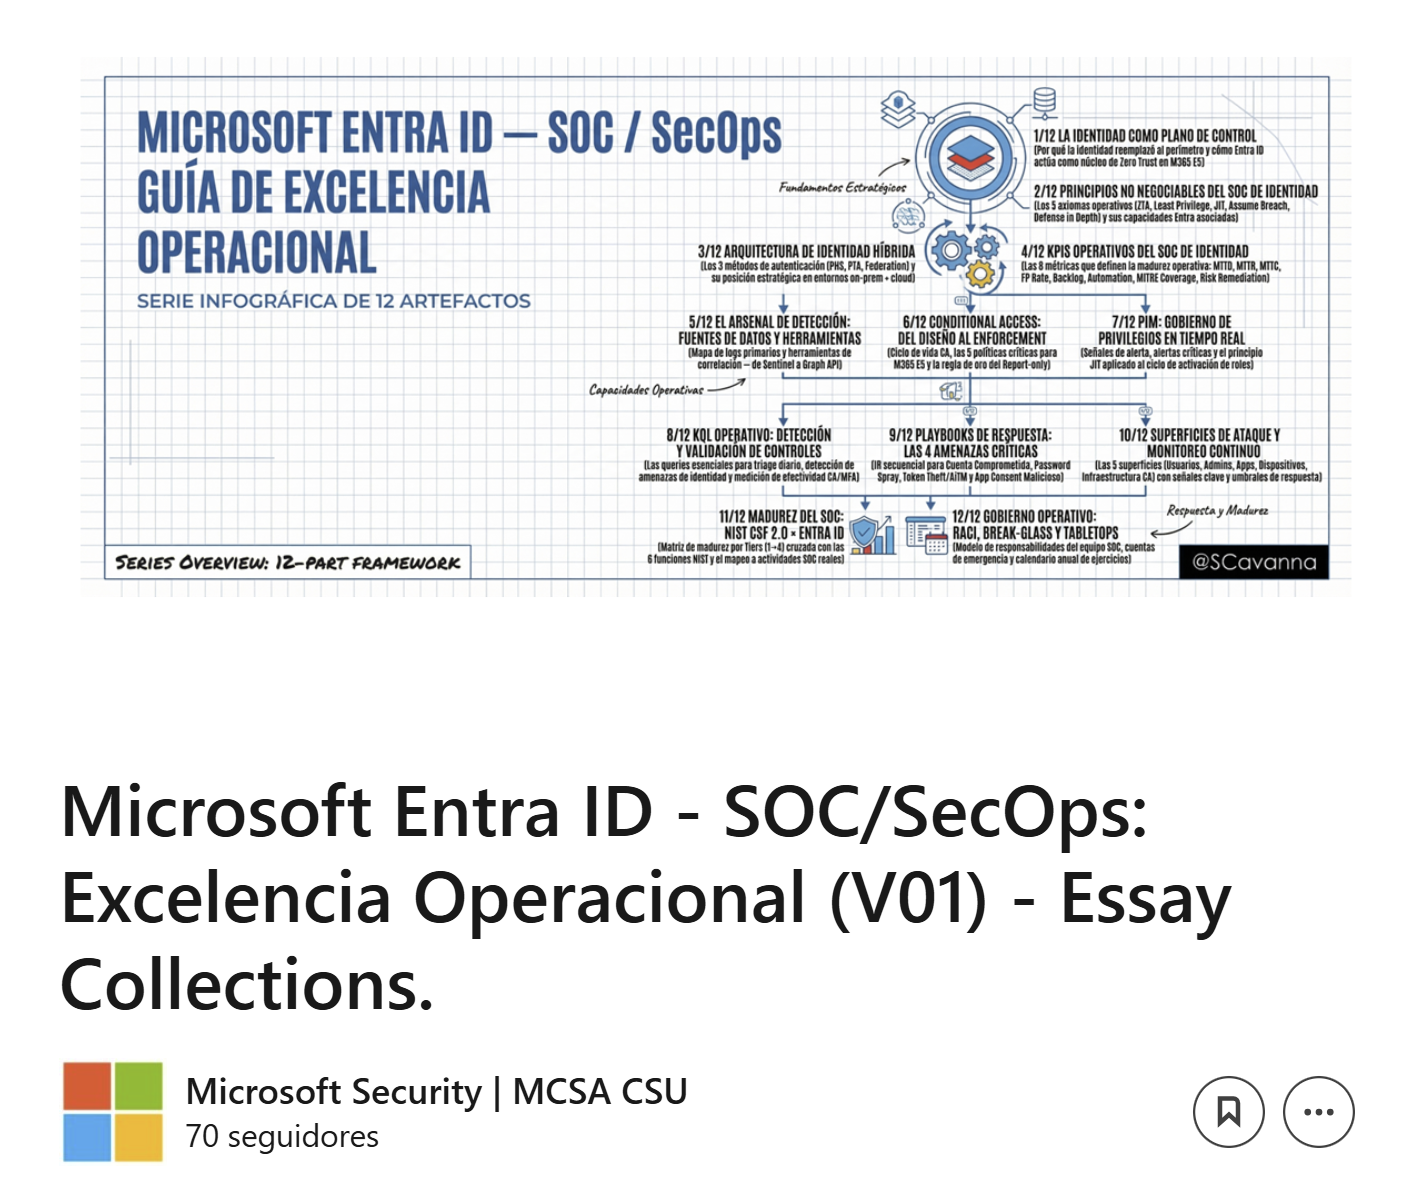 MICROSOFT ENTRA ID — SOC / SecOps
GUÍA DE EXCELENCIA
OPERACIONAL
SERIE INFOGRÁFICA DE 12 ARTEFACTOS
Fundamentos Estratégicos
1/12 LA IDENTIDAD COMO PLANO DE CONTROL
(Por qué la identidad reemplazó al perímetro y cómo Entra ID
actúa como núcleo de Zero Trust en M365 E5)
2/12 PRINCIPIOS NO NEGOCIABLES DEL SOC DE IDENTIDAD
(Los 5 axiomas operativos (ZTA, Least Privilege, JIT, Assume Breach,
Defense in Depth) y sus capacidades Entra asociadas)
3/12 ARQUITECTURA DE IDENTIDAD HÍBRIDA
(Los 3 métodos de autenticación (PHS, PTA, Federation) y
su posición estratégica en entornos on-prem + cloud)
4/12 KPIS OPERATIVOS DEL SOC DE IDENTIDAD
(Las 8 métricas que definen la madurez operativa: MTTD, MTTR, MTTC,
FP Rate, Backlog, Automation, MITRE Coverage, Risk Remediation)
5/12 EL ARSENAL DE DETECCIÓN:
FUENTES DE DATOS Y HERRAMIENTAS
(Mapa de logs primarios y herramientas de
correlación — de Sentinel a Graph API)
6/12 CONDITIONAL ACCESS:
DEL DISEÑO AL ENFORCEMENT
(Ciclo de vida CA, las 5 políticas críticas para
M365 E5 y la regla de oro del Report-only)
7/12 PIM: GOBIERNO DE
PRIVILEGIOS EN TIEMPO REAL
(Señales de alerta, alertas críticas y el principio
JIT aplicado al ciclo de activación de roles)
Capacidades Operativas
8/12 KQL OPERATIVO: DETECCIÓN
Y VALIDACIÓN DE CONTROLES
(Las queries esenciales para triage diario, detección de
amenazas de identidad y medición de efectividad CA/MFA)
9/12 PLAYBOOKS DE RESPUESTA:
LAS 4 AMENAZAS CRÍTICAS
(IR secuencial para Cuenta Comprometida, Password
Spray, Token Theft/AiTM y App Consent Malicioso)
10/12 SUPERFICIES DE ATAQUE Y
MONITOREO CONTINUO
(Las 5 superficies (Usuarios, Admins, Apps, Dispositivos,
Infraestructura CA) con señales clave y umbrales de respuesta)
11/12 MADUREZ DEL SOC:
NIST CSF 2.0 × ENTRA ID
(Matriz de madurez por Tiers (1→4) cruzada con las
6 funciones NIST y el mapeo a actividades SOC reales)
12/12 GOBIERNO OPERATIVO:
RACI, BREAK-GLASS Y TABLETOPS
(Modelo de responsabilidades del equipo SOC, cuentas
de emergencia y calendario anual de ejercicios)
Respuesta y Madurez
SERIES OVERVIEW: 12-PART FRAMEWORK
@SCavanna
Microsoft Entra ID - SOC/SecOps:
Excelencia Operacional (V01) - Essay
Collections.
Microsoft Security | MCSA CSU
70 seguidores